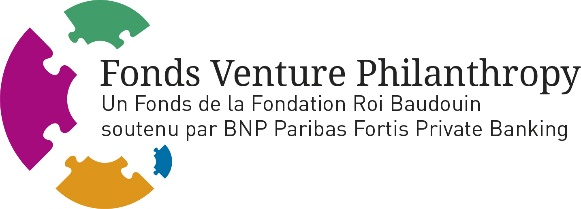 Fonds Venture Philanthropy
Un Fonds de la Fondation Roi Baudouin
soutenu par BNP Paribas Fortis Private Banking